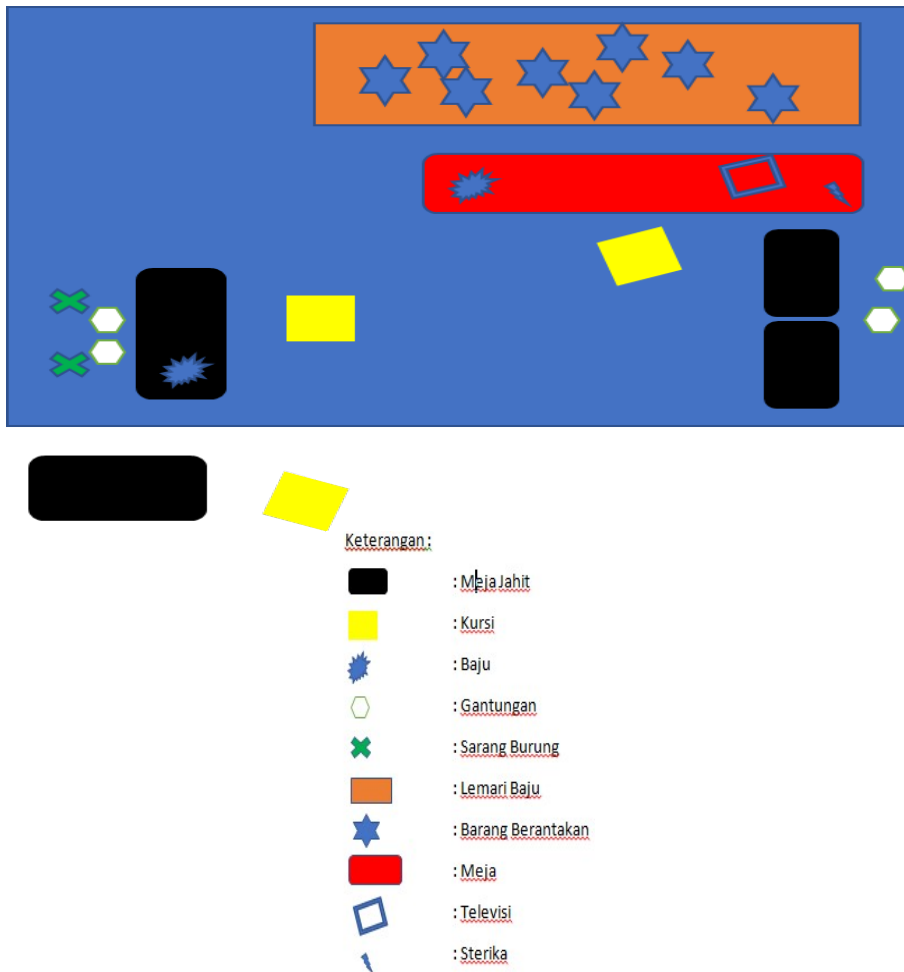 Keterangan :
: Meja Jahit
: Kursi
: Baju
: Gantungan
: Sarang Burung
: Lemari Baju
: Barang Berantakan
: Meja
: Televisi
: Sterika